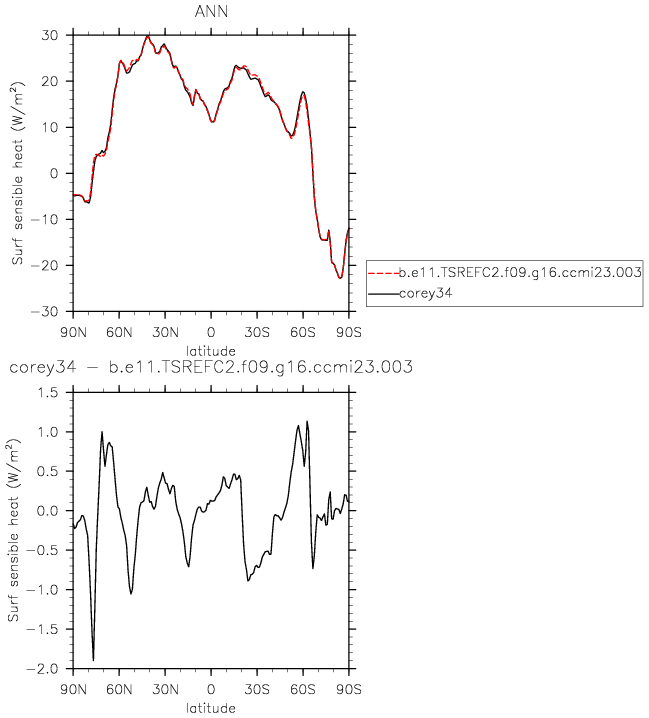 ANN
Surf sensible heat (W/m²)
30
20
10
0
−10
−20
−30
90N 60N 30N 0 30S 60S 90S
latitude
b.e11.TSREFC2.f09.g16.ccmi23.003
corey34
corey34 − b.e11.TSREFC2.f09.g16.ccmi23.003
Surf sensible heat (W/m²)
1.5
1.0
0.5
0.0
−0.5
−1.0
−1.5
−2.0
90N 60N 30N 0 30S 60S 90S
latitude